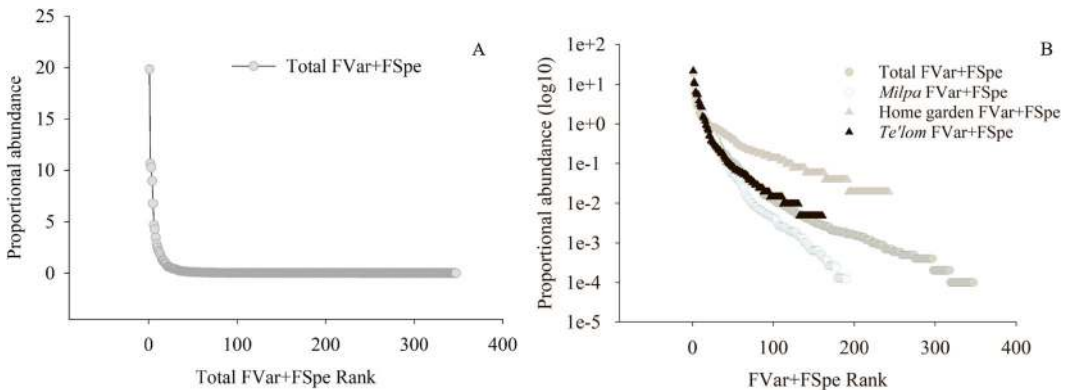 A
Total FVar+FSpe
Proportional abundance
25
20
15
10
5
0
0 100 200 300 400
Total FVar+FSpe Rank
B
Total FVar+FSpe
Milpa FVar+FSpe
Home garden FVar+FSpe
Te'lom FVar+FSpe
Proportional abundance (log10)
1e+2
1e+1
1e+0
1e-1
1e-2
1e-3
1e-4
1e-5
0 100 200 300 400
FVar+FSpe Rank